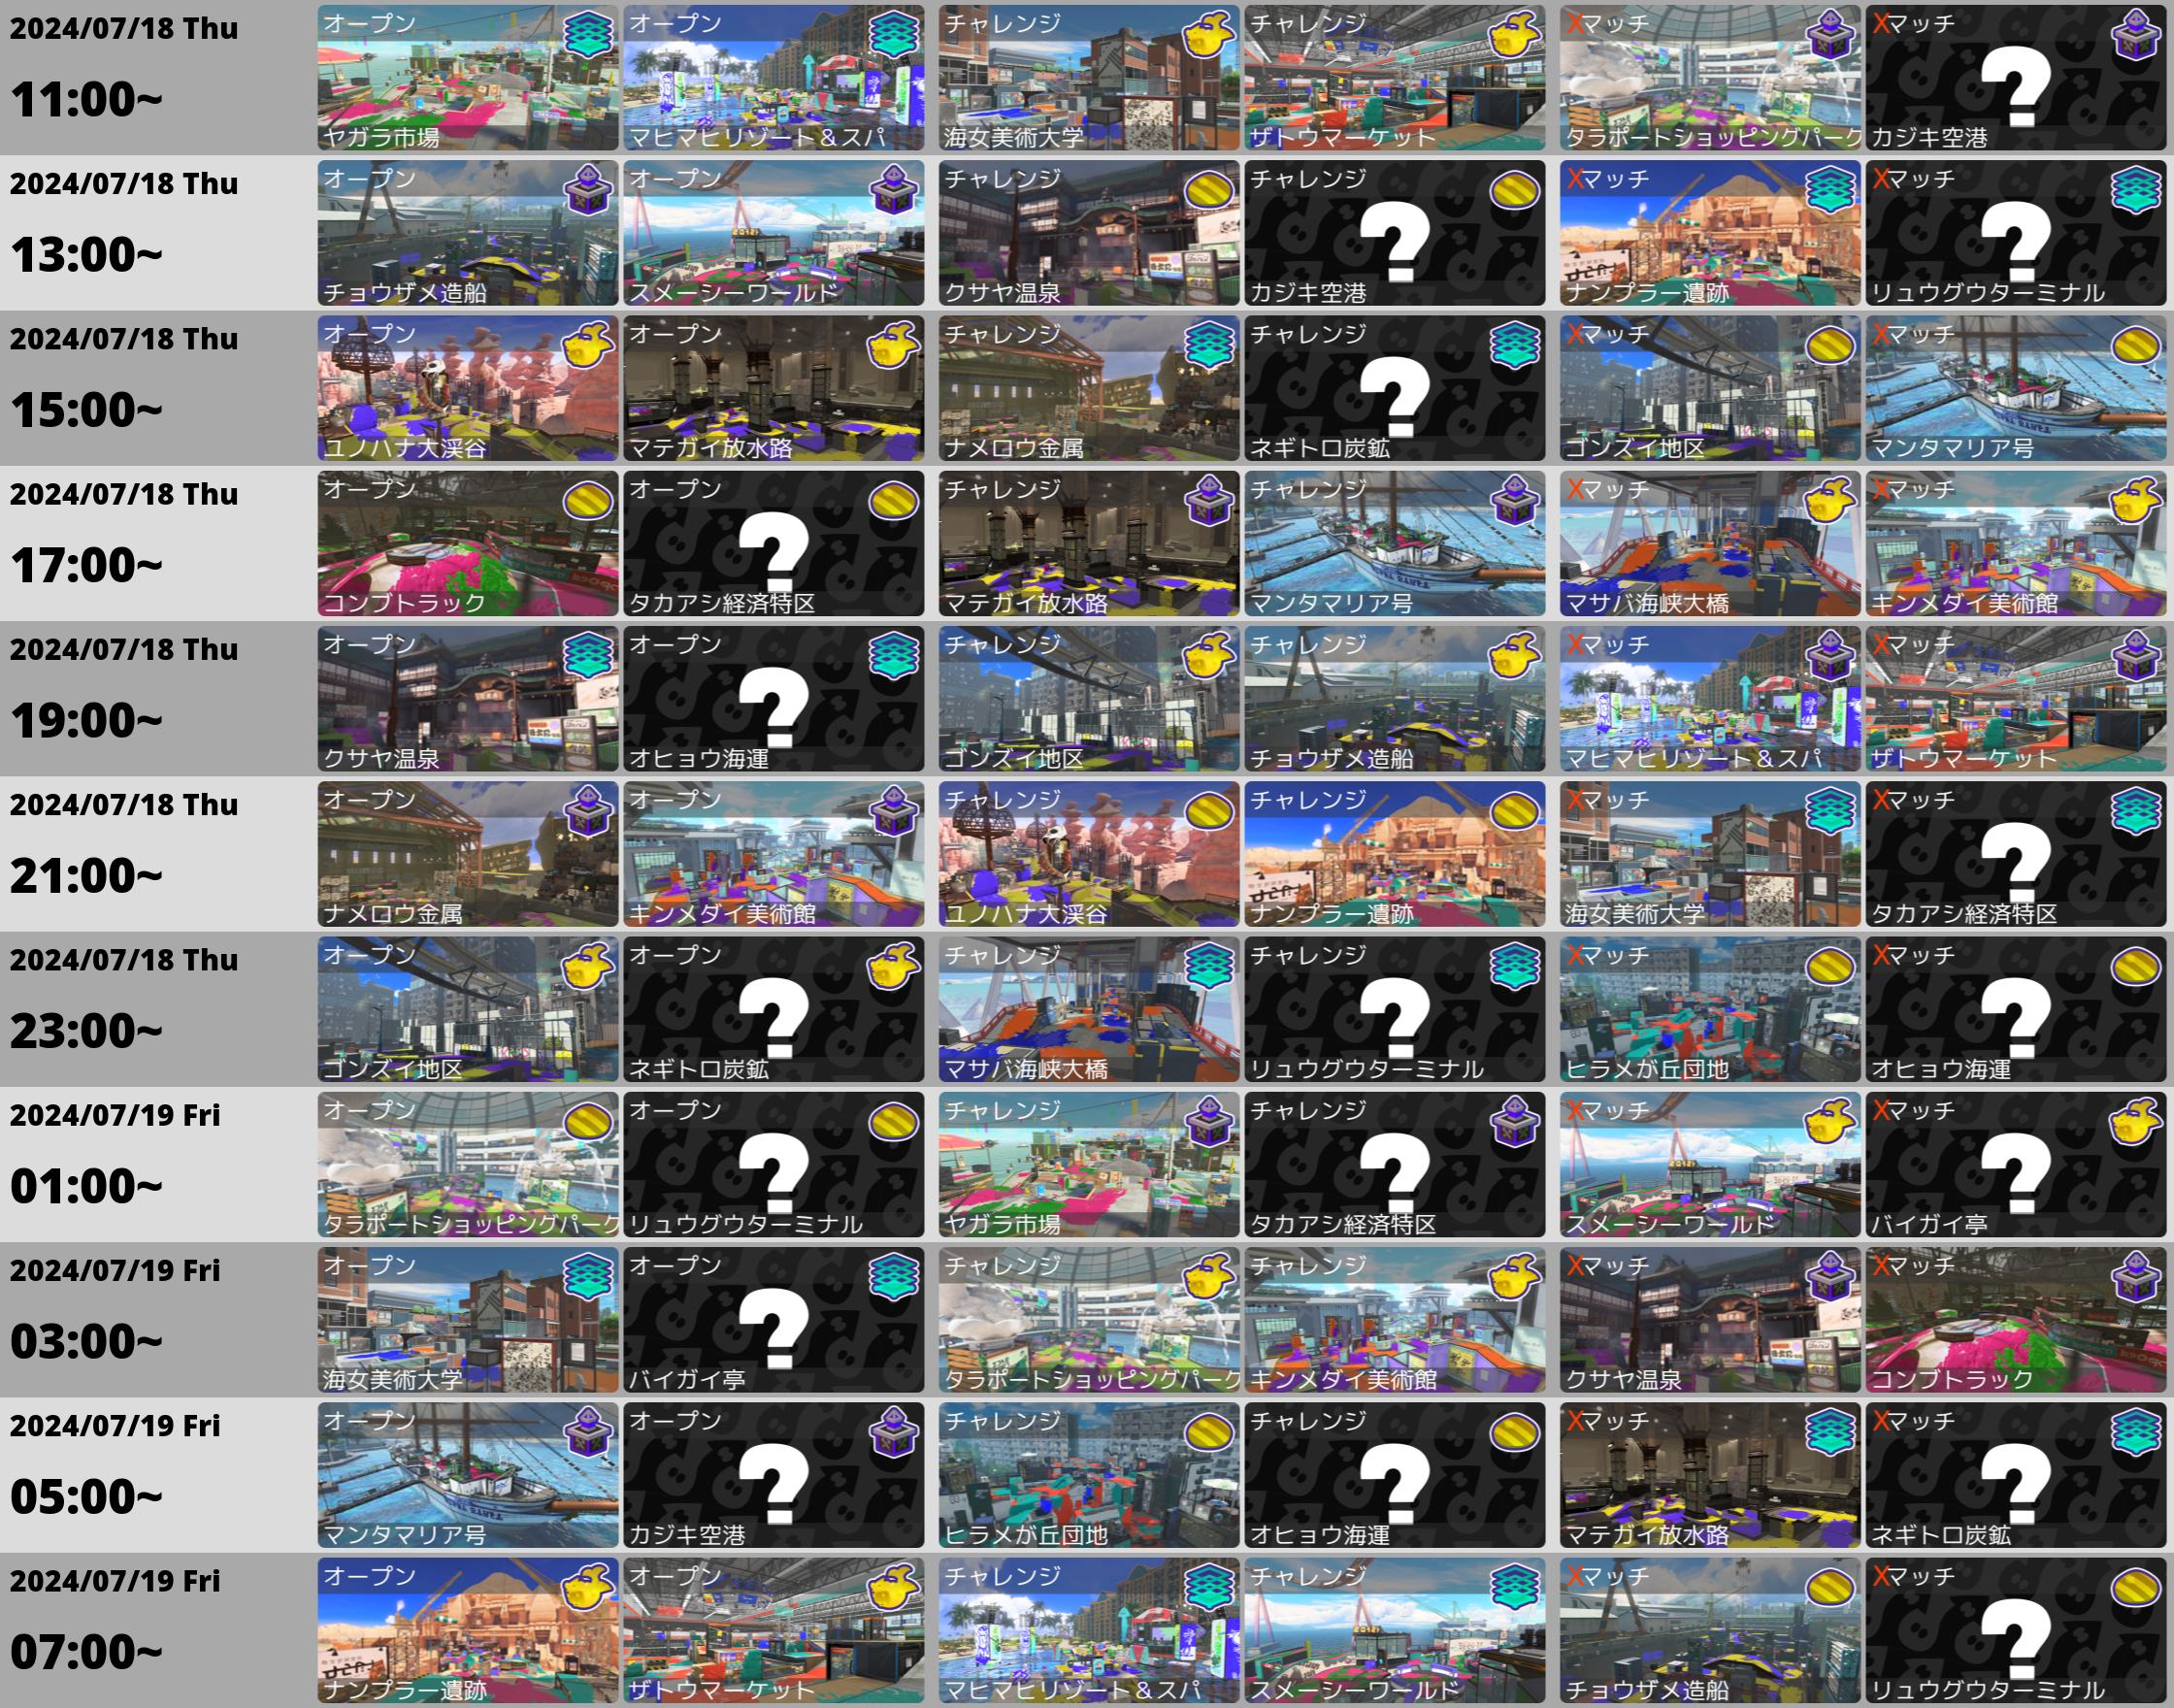 2024/07/18 Thu
11:00~
オープン
ヤガラ市場
オープン
マヒマヒリゾート＆スパ
チャレンジ
海女美術大学
チャレンジ
ザトウマーケット
Xマッチ
タラポートショッピングパーク
Xマッチ
カジキ空港
2024/07/18 Thu
13:00~
オープン
チョウザメ造船
オープン
スメーシーワールド
チャレンジ
クサヤ温泉
チャレンジ
カジキ空港
Xマッチ
ナンプラー遺跡
Xマッチ
リュウグウターミナル
2024/07/18 Thu
15:00~
オープン
ユノハナ大渓谷
オープン
マテガイ放水路
チャレンジ
ナメロウ金属
チャレンジ
ネギトロ炭鉱
Xマッチ
ゴンズイ地区
Xマッチ
マンタマリア号
2024/07/18 Thu
17:00~
オープン
コンブトラック
オープン
タカアシ経済特区
チャレンジ
マテガイ放水路
チャレンジ
マンタマリア号
Xマッチ
マサバ海峡大橋
Xマッチ
キンメダイ美術館
2024/07/18 Thu
19:00~
オープン
クサヤ温泉
オープン
オヒョウ海運
チャレンジ
ゴンズイ地区
チャレンジ
チョウザメ造船
Xマッチ
マヒマヒリゾート＆スパ
Xマッチ
ザトウマーケット
2024/07/18 Thu
21:00~
オープン
ナメロウ金属
オープン
キンメダイ美術館
チャレンジ
ユノハナ大渓谷
チャレンジ
ナンプラー遺跡
Xマッチ
海女美術大学
Xマッチ
タカアシ経済特区
2024/07/18 Thu
23:00~
オープン
ゴンズイ地区
オープン
ネギトロ炭鉱
チャレンジ
マサバ海峡大橋
チャレンジ
リュウグウターミナル
Xマッチ
ヒラメが丘団地
Xマッチ
オヒョウ海運
2024/07/19 Fri
01:00~
オープン
タラポートショッピングパーク
オープン
リュウグウターミナル
チャレンジ
ヤガラ市場
チャレンジ
タカアシ経済特区
Xマッチ
スメーシーワールド
Xマッチ
バイガイ亭
2024/07/19 Fri
03:00~
オープン
海女美術大学
オープン
バイガイ亭
チャレンジ
タラポートショッピングパーク
チャレンジ
キンメダイ美術館
Xマッチ
クサヤ温泉
Xマッチ
コンブトラック
2024/07/19 Fri
05:00~
オープン
マンタマリア号
オープン
カジキ空港
チャレンジ
ヒラメが丘団地
チャレンジ
オヒョウ海運
Xマッチ
マテガイ放水路
Xマッチ
ネギトロ炭鉱
2024/07/19 Fri
07:00~
オープン
ナンプラー遺跡
オープン
ザトウマーケット
チャレンジ
マヒマヒリゾート＆スパ
チャレンジ
スメーシーワールド
Xマッチ
チョウザメ造船
Xマッチ
リュウグウターミナル